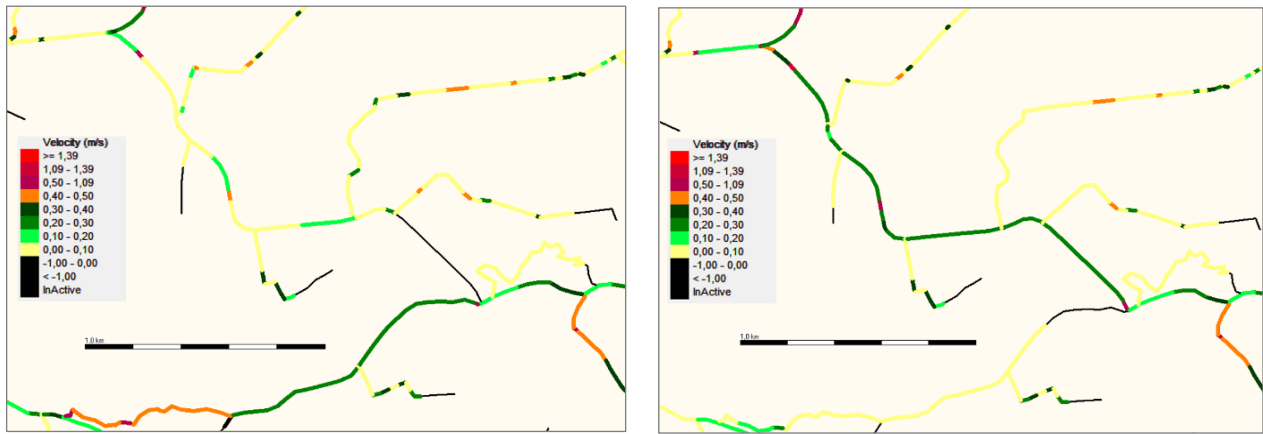 Velocity (m/s)
>= 1,39
1,09 - 1,39
0,50 - 1,09
0,40 - 0,50
0,30 - 0,40
0,20 - 0,30
0,10 - 0,20
0,00 - 0,10
-1,00 - 0,00
< -1,00
InActive
1,0 km
Velocity (m/s)
>= 1,39
1,09 - 1,39
0,50 - 1,09
0,40 - 0,50
0,30 - 0,40
0,20 - 0,30
0,10 - 0,20
0,00 - 0,10
-1,00 - 0,00
< -1,00
InActive
1,0 km